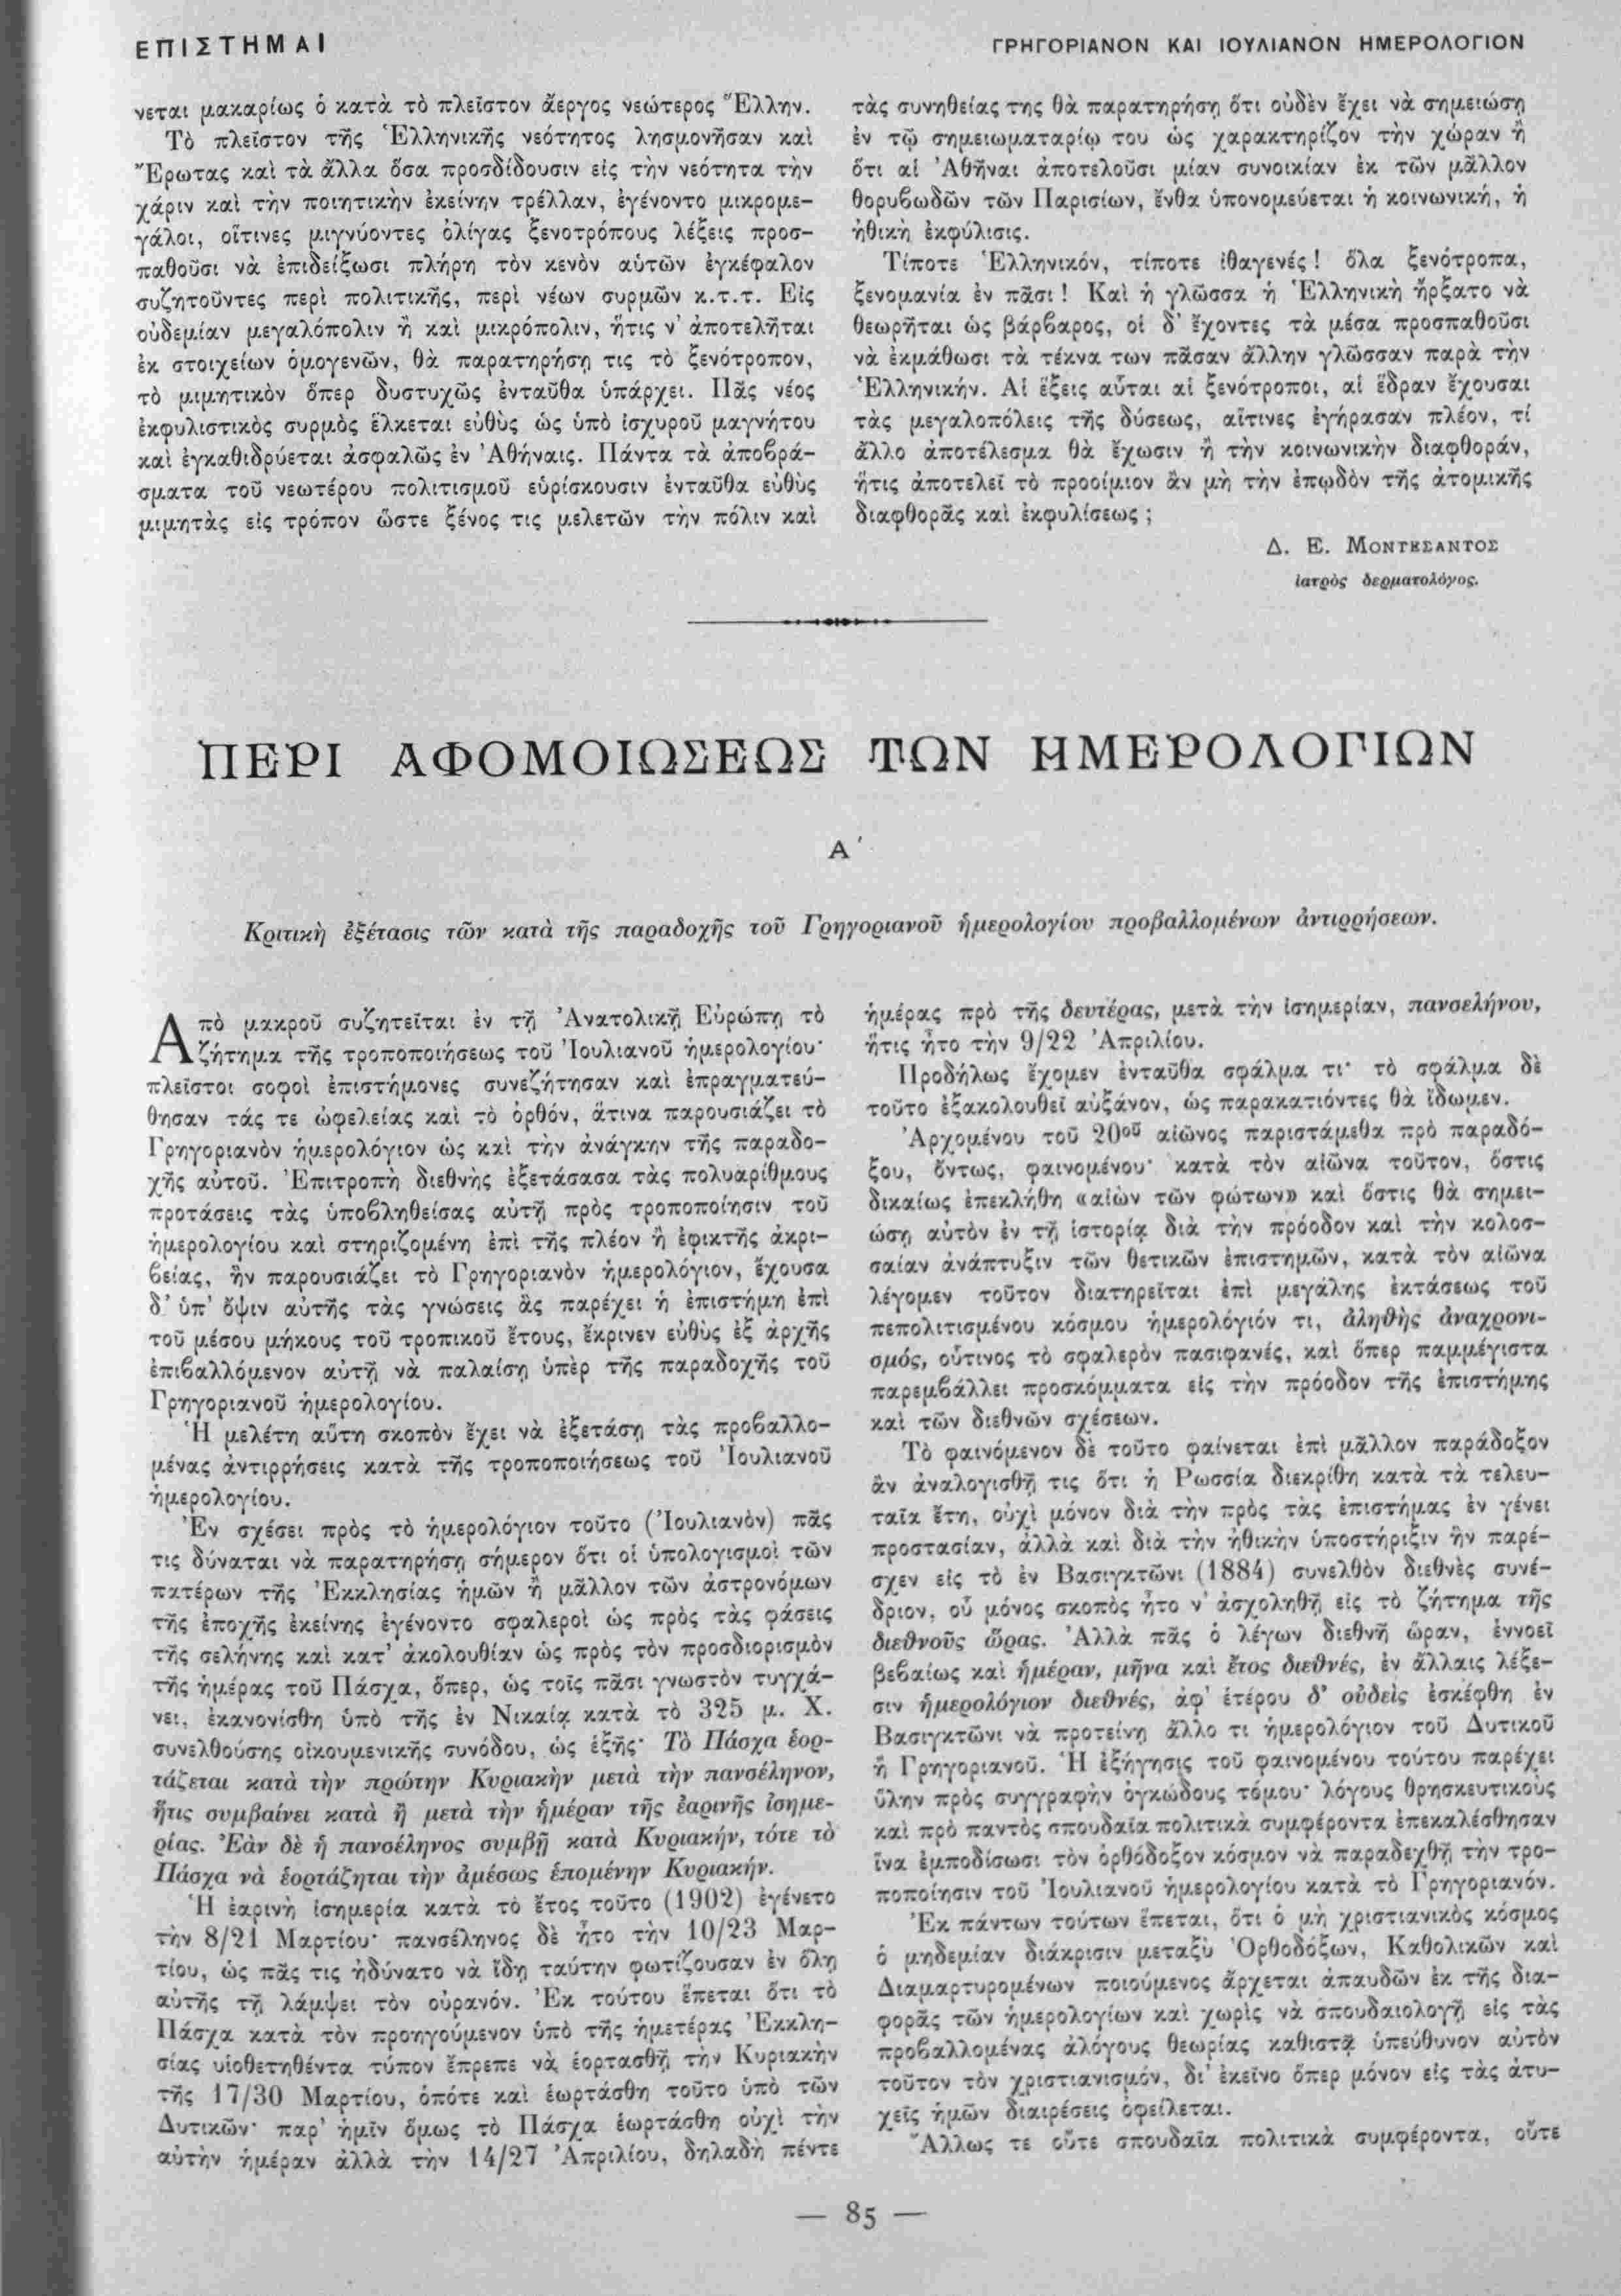 ΕΠΙΣΤΗΜΑΙ
ΓΡΗΓΟΡΙΑΝΟΝ ΚΑΙ ΙΟΥΛΙΑΝΟΝ ΗΜΕΡΟΛΟΓΙΟΝ
νεται μακαρίως ὁ κατὰ τὸ πλεῖστον ἄεργος νεώτερος Ἕλλην.
Τὸ πλεῖστον τῆς Ἑλληνικῆς νεότητος λησμονῆσαν καὶ
Ἔρωτας καὶ τὰ ἄλλα ὅσα προσδίδουσιν εἰς τὴν νεότητα τὴν
χάριν καὶ τὴν ποιητικὴν ἐκείνην τρέλλαν, ἐγένοντο μικρομε-
γάλοι, οἵτινες μιγνύοντες ὀλίγας ξενοτρόπους λέξεις προσ-
παθοῦσι νὰ ἐπιδείξωσι πλήρη τὸν κενὸν αὑτῶν ἐγκέφαλον
συζητοῦντες περὶ πολιτικῆς, περὶ νέων συρμῶν κ.τ.τ. Εἰς
οὐδεμίαν μεγαλόπολιν ἢ καὶ μικρόπολιν, ἥτις ν' ἀποτελῆται
ἐκ στοιχείων ὁμογενῶν, θὰ παρατηρήσῃ τις τὸ ξενότροπον,
τὸ μιμητικὸν ὅπερ δυστυχῶς ἐνταῦθα ὑπάρχει. Πᾶς νέος
ἐκφυλιστικὸς συρμὸς ἕλκεται εὐθὺς ὡς ὑπὸ ἰσχυροῦ μαγνήτου
καὶ ἐγκαθιδρύεται ἀσφαλῶς ἐν Ἀθήναις. Πάντα τὰ ἀποβρά-
σματα τοῦ νεωτέρου πολιτισμοῦ εὑρίσκουσιν ἐνταῦθα εὐθὺς
μιμητὰς εἰς τρόπον ὥστε ξένος τις μελετῶν τὴν πόλιν καὶ
τὰς συνηθείας της θὰ παρατηρήσῃ ὅτι οὐδὲν ἔχει νὰ σημειώσῃ
ἐν τῷ σημειωματαρίῳ του ὡς χαρακτηρίζον τὴν χώραν ἢ
ὅτι αἱ Ἀθῆναι ἀποτελοῦσι μίαν συνοικίαν ἐκ τῶν μᾶλλον
θορυβωδῶν τῶν Παρισίων, ἔνθα ὑπονομεύεται ἡ κοινωνική, ἡ
ἠθικὴ ἐκφύλισις.
Τίποτε Ἑλληνικόν, τίποτε ἰθαγενές! ὅλα ξενότροπα,
ξενομανία ἐν πᾶσι! Καὶ ἡ γλῶσσα ἡ Ἑλληνικὴ ἤρξατο νὰ
θεωρῆται ὡς βάρβαρος, οἱ δ' ἔχοντες τὰ μέσα προσπαθοῦσι
νὰ ἐκμάθωσι τὰ τέκνα των πᾶσαν ἄλλην γλῶσσαν παρὰ τὴν
Ἑλληνικήν. Αἱ ἕξεις αὗται αἱ ξενότροποι, αἱ ἕδραν ἔχουσαι
τὰς μεγαλοπόλεις τῆς δύσεως, αἵτινες ἐγήρασαν πλέον, τί
ἄλλο ἀποτέλεσμα θὰ ἔχωσιν ἢ τὴν κοινωνικὴν διαφθοράν,
ἥτις ἀποτελεῖ τὸ προοίμιον ἂν μὴ τὴν ἐπῳδὸν τῆς ἀτομικῆς
διαφθορᾶς καὶ ἐκφυλίσεως;
Δ. Ε. ΜΟΝΤΕΣΑΝΤΟΣ
ἰατρὸς δερματολόγος.
ΠΕΡΙ ΑΦΟΜΟΙΩΣΕΩΣ ΤΩΝ ΗΜΕΡΟΛΟΓΙΩΝ
Α΄
Κριτικὴ ἐξέτασις τῶν κατὰ τῆς παραδοχῆς τοῦ Γρηγοριανοῦ ἡμερολογίου προβαλλομένων ἀντιρρήσεων.
Ἀπὸ μακροῦ συζητεῖται ἐν τῇ Ἀνατολικῇ Εὐρώπῃ τὸ
ζήτημα τῆς τροποποιήσεως τοῦ Ἰουλιανοῦ ἡμερολογίου·
πλεῖστοι σοφοὶ ἐπιστήμονες συνεζήτησαν καὶ ἐπραγματεύ-
θησαν τάς τε ὠφελείας καὶ τὸ ὀρθόν, ἅτινα παρουσιάζει τὸ
Γρηγοριανὸν ἡμερολόγιον ὡς καὶ τὴν ἀνάγκην τῆς παραδο-
χῆς αὐτοῦ. Ἐπιτροπὴ διεθνὴς ἐξετάσασα τὰς πολυαρίθμους
προτάσεις τὰς ὑποβληθείσας αὐτῇ πρὸς τροποποίησιν τοῦ
ἡμερολογίου καὶ στηριζομένη ἐπὶ τῆς πλέον ἢ ἐφικτῆς ἀκρι-
βείας, ἣν παρουσιάζει τὸ Γρηγοριανὸν ἡμερολόγιον, ἔχουσα
δ' ὑπ' ὄψιν αὐτῆς τὰς γνώσεις ἃς παρέχει ἡ ἐπιστήμη ἐπὶ
τοῦ μέσου μήκους τοῦ τροπικοῦ ἔτους, ἔκρινεν εὐθὺς ἐξ ἀρχῆς
ἐπιβαλλόμενον αὐτῇ νὰ παλαίσῃ ὑπὲρ τῆς παραδοχῆς τοῦ
Γρηγοριανοῦ ἡμερολογίου.
Ἡ μελέτη αὕτη σκοπὸν ἔχει νὰ ἐξετάσῃ τὰς προβαλλο-
μένας ἀντιρρήσεις κατὰ τῆς τροποποιήσεως τοῦ Ἰουλιανοῦ
ἡμερολογίου.
Ἐν σχέσει πρὸς τὸ ἡμερολόγιον τοῦτο (Ἰουλιανὸν) πᾶς
τις δύναται νὰ παρατηρήσῃ σήμερον ὅτι οἱ ὑπολογισμοὶ τῶν
πατέρων τῆς Ἐκκλησίας ἡμῶν ἢ μᾶλλον τῶν ἀστρονόμων
τῆς ἐποχῆς ἐκείνης ἐγένοντο σφαλεροὶ ὡς πρὸς τὰς φάσεις
τῆς σελήνης καὶ κατ' ἀκολουθίαν ὡς πρὸς τὸν προσδιορισμὸν
τῆς ἡμέρας τοῦ Πάσχα, ὅπερ, ὡς τοῖς πᾶσι γνωστὸν τυγχά-
νει, ἐκανονίσθη ὑπὸ τῆς ἐν Νικαίᾳ κατὰ τὸ 325 μ. Χ.
συνελθούσης οἰκουμενικῆς συνόδου, ὡς ἑξῆς· Τὸ Πάσχα ἑορ-
τάζεται κατὰ τὴν πρώτην Κυριακὴν μετὰ τὴν πανσέληνον,
ἥτις συμβαίνει κατὰ ἢ μετὰ τὴν ἡμέραν τῆς ἐαρινῆς ἰσημε-
ρίας. Ἐὰν δὲ ἡ πανσέληνος συμβῇ κατὰ Κυριακήν, τότε τὸ
Πάσχα νὰ ἑορτάζηται τὴν ἀμέσως ἑπομένην Κυριακήν.
Ἡ ἐαρινὴ ἰσημερία κατὰ τὸ ἔτος τοῦτο (1902) ἐγένετο
τὴν 8/21 Μαρτίου· πανσέληνος δὲ ἦτο τὴν 10/23 Μαρ-
τίου, ὡς πᾶς τις ἠδύνατο νὰ ἴδῃ ταύτην φωτίζουσαν ἐν ὅλῃ
αὐτῆς τῇ λάμψει τὸν οὐρανόν. Ἐκ τούτου ἕπεται ὅτι τὸ
Πάσχα κατὰ τὸν προηγούμενον ὑπὸ τῆς ἡμετέρας Ἐκκλη-
σίας υἱοθετηθέντα τύπον ἔπρεπε νὰ ἑορτασθῇ τὴν Κυριακὴν
τῆς 17/30 Μαρτίου, ὁπότε καὶ ἑωρτάσθη τοῦτο ὑπὸ τῶν
Δυτικῶν· παρ' ἡμῖν ὅμως τὸ Πάσχα ἑωρτάσθη οὐχὶ τὴν
αὐτὴν ἡμέραν ἀλλὰ τὴν 14/27 Ἀπριλίου, δηλαδὴ πέντε
ἡμέρας πρὸ τῆς δευτέρας, μετὰ τὴν ἰσημερίαν, πανσελήνου,
ἥτις ἦτο τὴν 9/22 Ἀπριλίου.
Προδήλως ἔχομεν ἐνταῦθα σφάλμα τι· τὸ σφάλμα δὲ
τοῦτο ἐξακολουθεῖ αὐξάνον, ὡς παρακατιόντες θὰ ἴδωμεν.
Ἀρχομένου τοῦ 20οῦ αἰῶνος παριστάμεθα πρὸ παραδό-
ξου, ὄντως, φαινομένου· κατὰ τὸν αἰῶνα τοῦτον, ὅστις
δικαίως ἐπεκλήθη «αἰὼν τῶν φώτων» καὶ ὅστις θὰ σημει-
ώσῃ αὐτὸν ἐν τῇ ἱστορίᾳ διὰ τὴν πρόοδον καὶ τὴν κολοσ-
σαίαν ἀνάπτυξιν τῶν θετικῶν ἐπιστημῶν, κατὰ τὸν αἰῶνα
λέγομεν τοῦτον διατηρεῖται ἐπὶ μεγάλης ἐκτάσεως τοῦ
πεπολιτισμένου κόσμου ἡμερολόγιόν τι, ἀληθὴς ἀναχρονι-
σμός, οὗτινος τὸ σφαλερὸν πασιφανές, καὶ ὅπερ παμμέγιστα
παρεμβάλλει προσκόμματα εἰς τὴν πρόοδον τῆς ἐπιστήμης
καὶ τῶν διεθνῶν σχέσεων.
Τὸ φαινόμενον δὲ τοῦτο φαίνεται ἐπὶ μᾶλλον παράδοξον
ἂν ἀναλογισθῇ τις ὅτι ἡ Ρωσσία διεκρίθη κατὰ τὰ τελευ-
ταῖα ἔτη, οὐχὶ μόνον διὰ τὴν πρὸς τὰς ἐπιστήμας ἐν γένει
προστασίαν, ἀλλὰ καὶ διὰ τὴν ἠθικὴν ὑποστήριξιν ἣν παρέ-
σχεν εἰς τὸ ἐν Βασιγκτῶνι (1884) συνελθὸν διεθνὲς συνέ-
δριον, οὗ μόνος σκοπὸς ἦτο ν' ἀσχοληθῇ εἰς τὸ ζήτημα τῆς
διεθνοῦς ὥρας. Ἀλλὰ πᾶς ὁ λέγων διεθνῆ ὥραν, ἐννοεῖ
βεβαίως καὶ ἡμέραν, μῆνα καὶ ἔτος διεθνές, ἐν ἄλλαις λέξε-
σιν ἡμερολόγιον διεθνές, ἀφ' ἑτέρου δ' οὐδεὶς ἐσκέφθη ἐν
Βασιγκτῶνι νὰ προτείνῃ ἄλλο τι ἡμερολόγιον τοῦ Δυτικοῦ
ἢ Γρηγοριανοῦ. Ἡ ἐξήγησις τοῦ φαινομένου τούτου παρέχει
ὕλην πρὸς συγγραφὴν ὀγκώδους τόμου· λόγους θρησκευτικοὺς
καὶ πρὸ παντὸς σπουδαῖα πολιτικὰ συμφέροντα ἐπεκαλέσθησαν
ἵνα ἐμποδίσωσι τὸν ὀρθόδοξον κόσμον νὰ παραδεχθῇ τὴν τρο-
ποποίησιν τοῦ Ἰουλιανοῦ ἡμερολογίου κατὰ τὸ Γρηγοριανόν.
Ἐκ πάντων τούτων ἕπεται, ὅτι ὁ μὴ χριστιανικὸς κόσμος
ὁ μηδεμίαν διάκρισιν μεταξὺ Ὀρθοδόξων, Καθολικῶν καὶ
Διαμαρτυρομένων ποιούμενος ἄρχεται ἀπαυδῶν ἐκ τῆς δια-
φορᾶς τῶν ἡμερολογίων καὶ χωρὶς νὰ σπουδαιολογῇ εἰς τὰς
προβαλλομένας ἀλόγους θεωρίας καθιστᾷ ὑπεύθυνον αὐτὸν
τοῦτον τὸν χριστιανισμόν, δι' ἐκεῖνο ὅπερ μόνον εἰς τὰς ἀτυ-
χεῖς ἡμῶν διαιρέσεις ὀφείλεται.
Ἄλλως τε οὔτε σπουδαῖα πολιτικὰ συμφέροντα, οὔτε
— 85 —